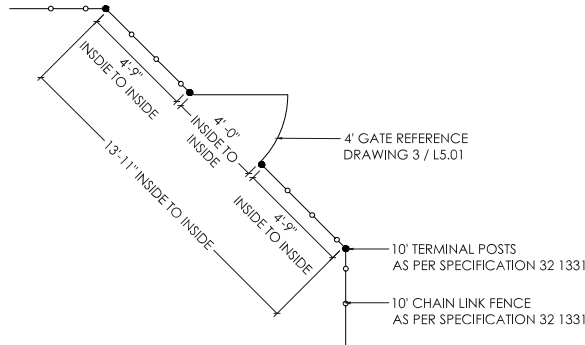 4'-9"
INSDIE TO INSIDE
4'-0"
INSIDE TO
INSIDE
13'-11" INSIDE TO INSIDE
4'-9"
INSIDE TO INSIDE
4' GATE REFERENCE
DRAWING 3 / L5.01
10' TERMINAL POSTS
AS PER SPECIFICATION 32 1331
10' CHAIN LINK FENCE
AS PER SPECIFICATION 32 1331